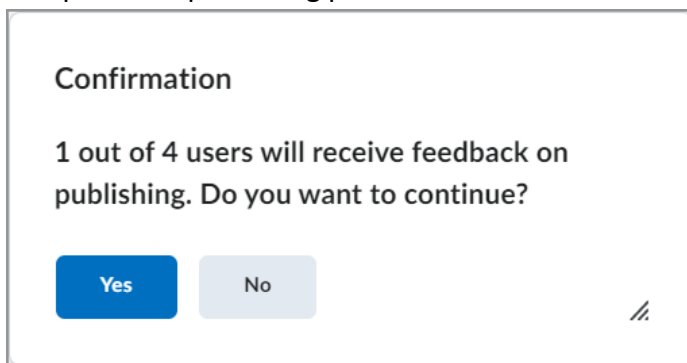 Confirmation
1 out of 4 users will receive feedback on
publishing. Do you want to continue?
Yes
No